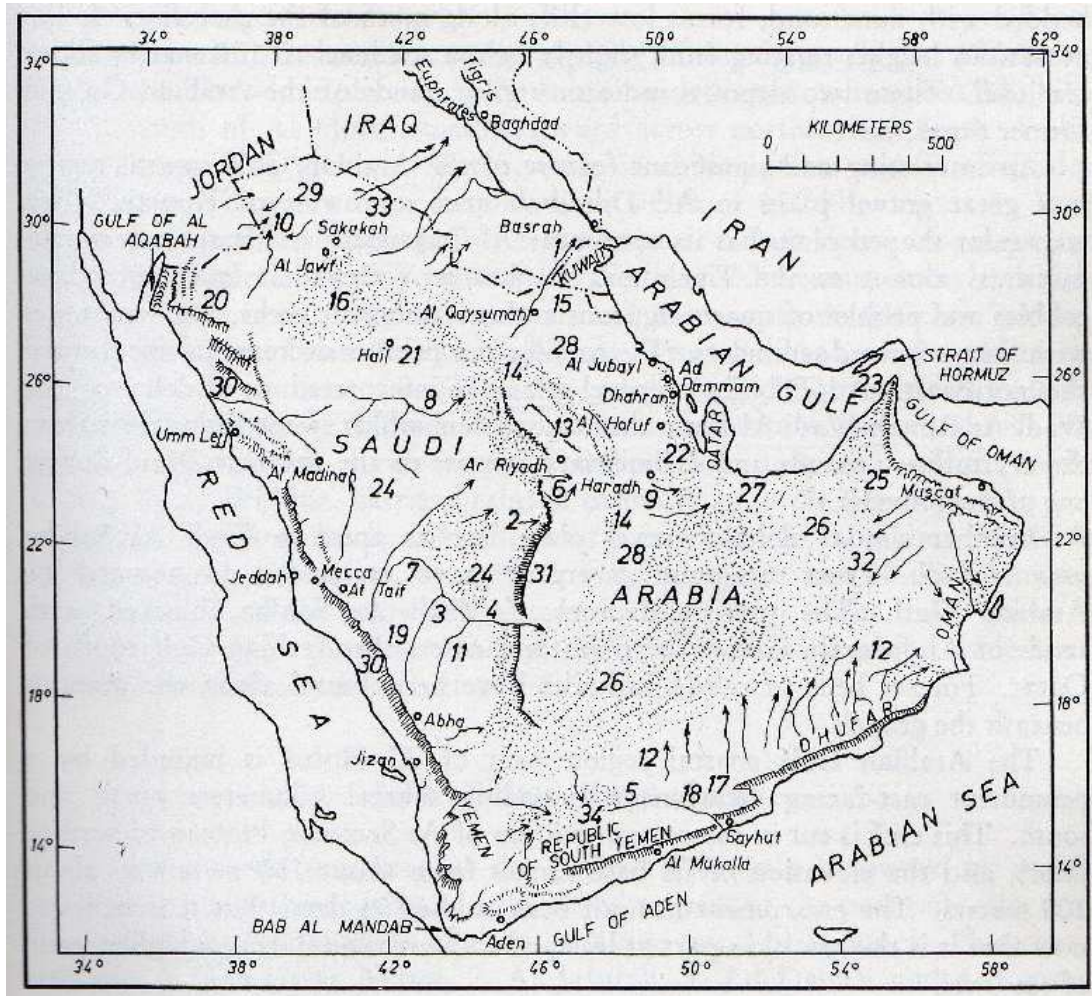 34 38 42 46 50 54 58 34°
34°
Euphrates
Tigris
Baghdad
IRAQ
KILOMETERS
0 500
JORDAN
29
33
30° 30°
10
Sakakah
GULF OF AL
AQABAH
Al Jawf
Basrah
KUWAIT
IRAN
20
16
15
Al Qaysumah
ARABIAN
GULF
Hail
21
28
14
Al Jubayl
Ad
Dammam
Dhahran
STRAIT OF
HORMUZ
26° 26°
30
8
23
GULF OF
OMAN
Umm Lejj
SAUDI
13
Al Hofuf
QATAR
22
Al Madinah
24
Ar Riyadh
6
Haradh
9
27
25
Muscat
2
14
26
22° 22°
28
32
Jeddah
Mecca
At Taif
7
24
31
ARABIA
RED
SEA
3
4
OMAN
19
30
11
12
26
18° 18°
Abha
DHUFAR
12
Jizan
5
18
17
34
YEMEN
REPUBLIC
OF
SOUTH YEMEN
Sayhut
14° 14°
Al Mukalla
ARABIAN SEA
BAB AL MANDAB
Aden
GULF OF ADEN
34 38 42 46 50 54 58°